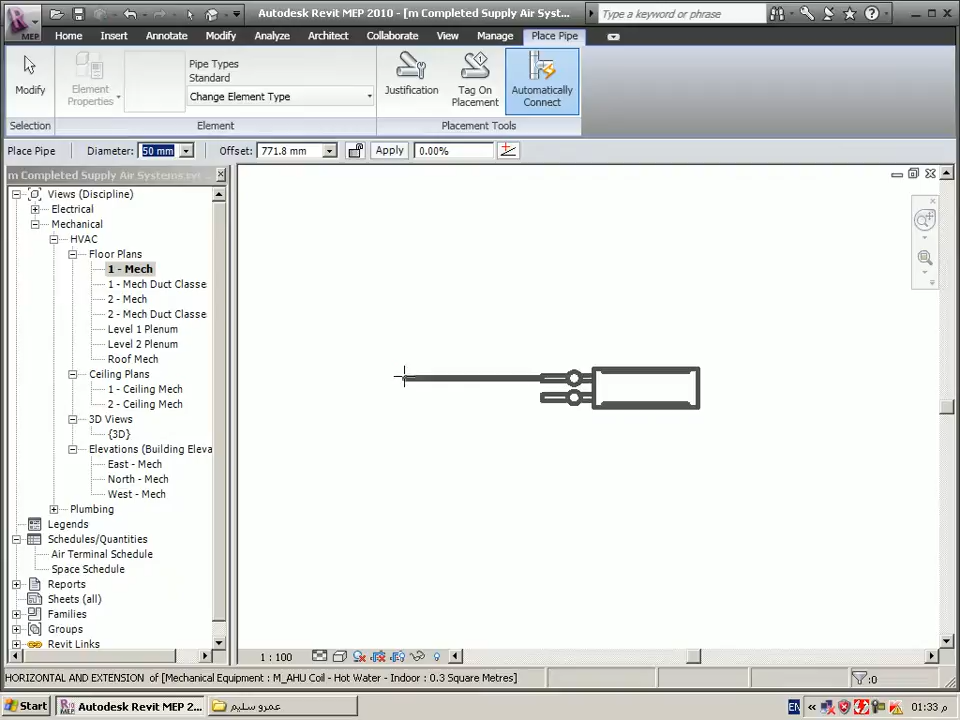 Autodesk Revit MEP 2010 - [m Completed Supply Air Syst...
Type a keyword or phrase
MEP
Home Insert Annotate Modify Analyze Architect Collaborate View Manage Place Pipe
Modify
Element Properties
Pipe Types
Standard
Change Element Type
Justification
Tag On Placement
Automatically Connect
Selection Element Placement Tools
Place Pipe Diameter: 50 mm Offset: 771.8 mm Apply 0.00%
m Completed Supply Air Systems.rvt
Views (Discipline)
Electrical
Mechanical
HVAC
Floor Plans
1 - Mech
1 - Mech Duct Classe
2 - Mech
2 - Mech Duct Classe
Level 1 Plenum
Level 2 Plenum
Roof Mech
Ceiling Plans
1 - Ceiling Mech
2 - Ceiling Mech
3D Views
{3D}
Elevations (Building Eleva
East - Mech
North - Mech
West - Mech
Plumbing
Legends
Schedules/Quantities
Air Terminal Schedule
Space Schedule
Reports
Sheets (all)
Families
Groups
Revit Links
1 : 100
HORIZONTAL AND EXTENSION of [Mechanical Equipment : M_AHU Coil - Hot Water - Indoor : 0.3 Square Metres]
:0
Start Autodesk Revit MEP 2... عمرو سليم EN « 01:33 م